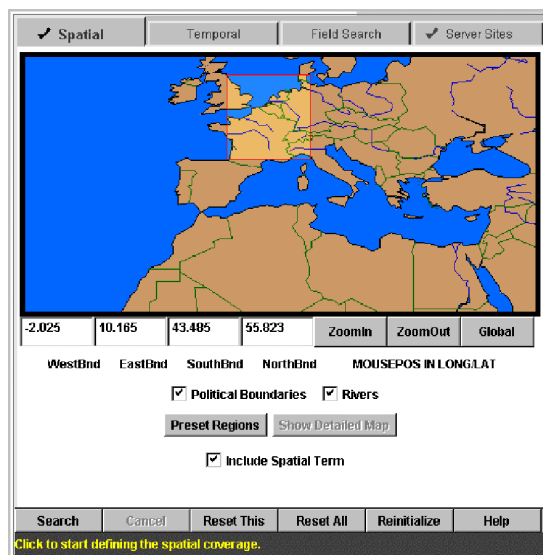 ✔ Spatial Temporal Field Search ✔ Server Sites
-2.025 10.165 43.485 55.823 ZoomIn ZoomOut Global
WestBnd EastBnd SouthBnd NorthBnd MOUSEPOS IN LONG/LAT
Political Boundaries Rivers
Preset Regions Show Detailed Map
Include Spatial Term
Search Cancel Reset This Reset All Reinitialize Help
Click to start defining the spatial coverage.